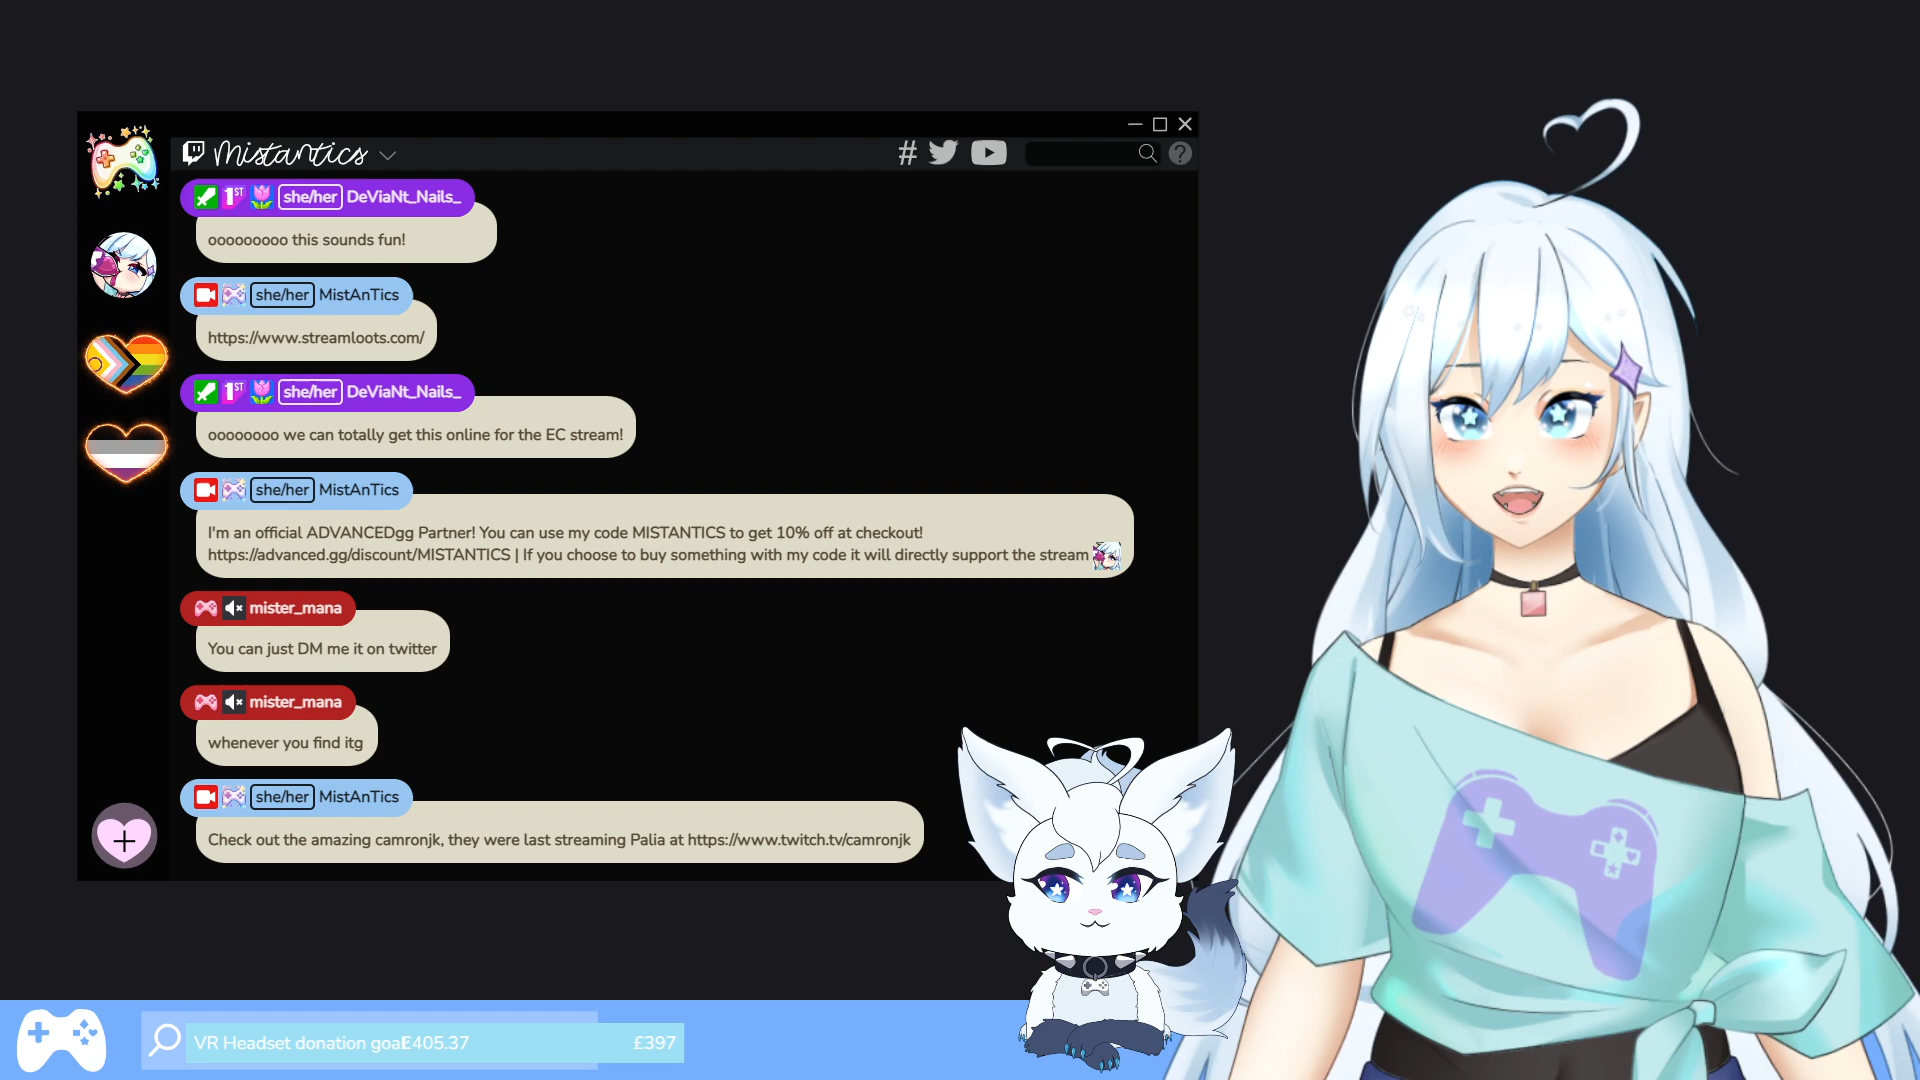 Mistantics
#
?
1ST she/her DeViaNt_Nails_
ooooooooo this sounds fun!
she/her MistAnTics
https://www.streamloots.com/
1ST she/her DeViaNt_Nails_
oooooooo we can totally get this online for the EC stream!
she/her MistAnTics
I'm an official ADVANCEDgg Partner! You can use my code MISTANTICS to get 10% off at checkout!
https://advanced.gg/discount/MISTANTICS | If you choose to buy something with my code it will directly support the stream
mister_mana
You can just DM me it on twitter
mister_mana
whenever you find itg
she/her MistAnTics
Check out the amazing camronjk, they were last streaming Palia at https://www.twitch.tv/camronjk
VR Headset donation goal £405.37 £397